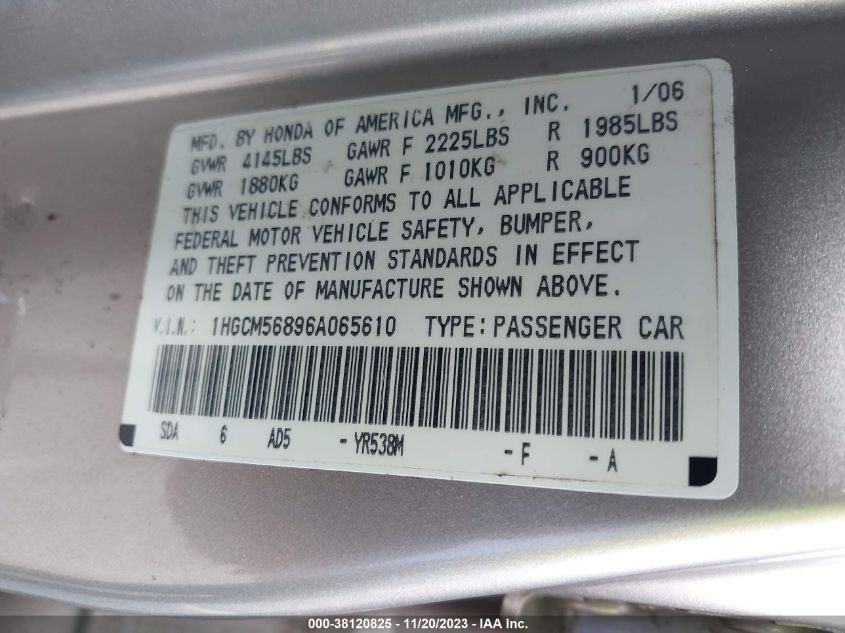 MFD. BY HONDA OF AMERICA MFG., INC. 1/06
GVWR 4145LBS GAWR F 2225LBS R 1985LBS
GVWR 1880KG GAWR F 1010KG R 900KG
THIS VEHICLE CONFORMS TO ALL APPLICABLE
FEDERAL MOTOR VEHICLE SAFETY, BUMPER,
AND THEFT PREVENTION STANDARDS IN EFFECT
ON THE DATE OF MANUFACTURE SHOWN ABOVE.
V.I.N.: 1HGCM56896A065610 TYPE: PASSENGER CAR
SDA 6 AD5 - YR538M - F - A
000-38120825 - 11/20/2023 - IAA Inc.